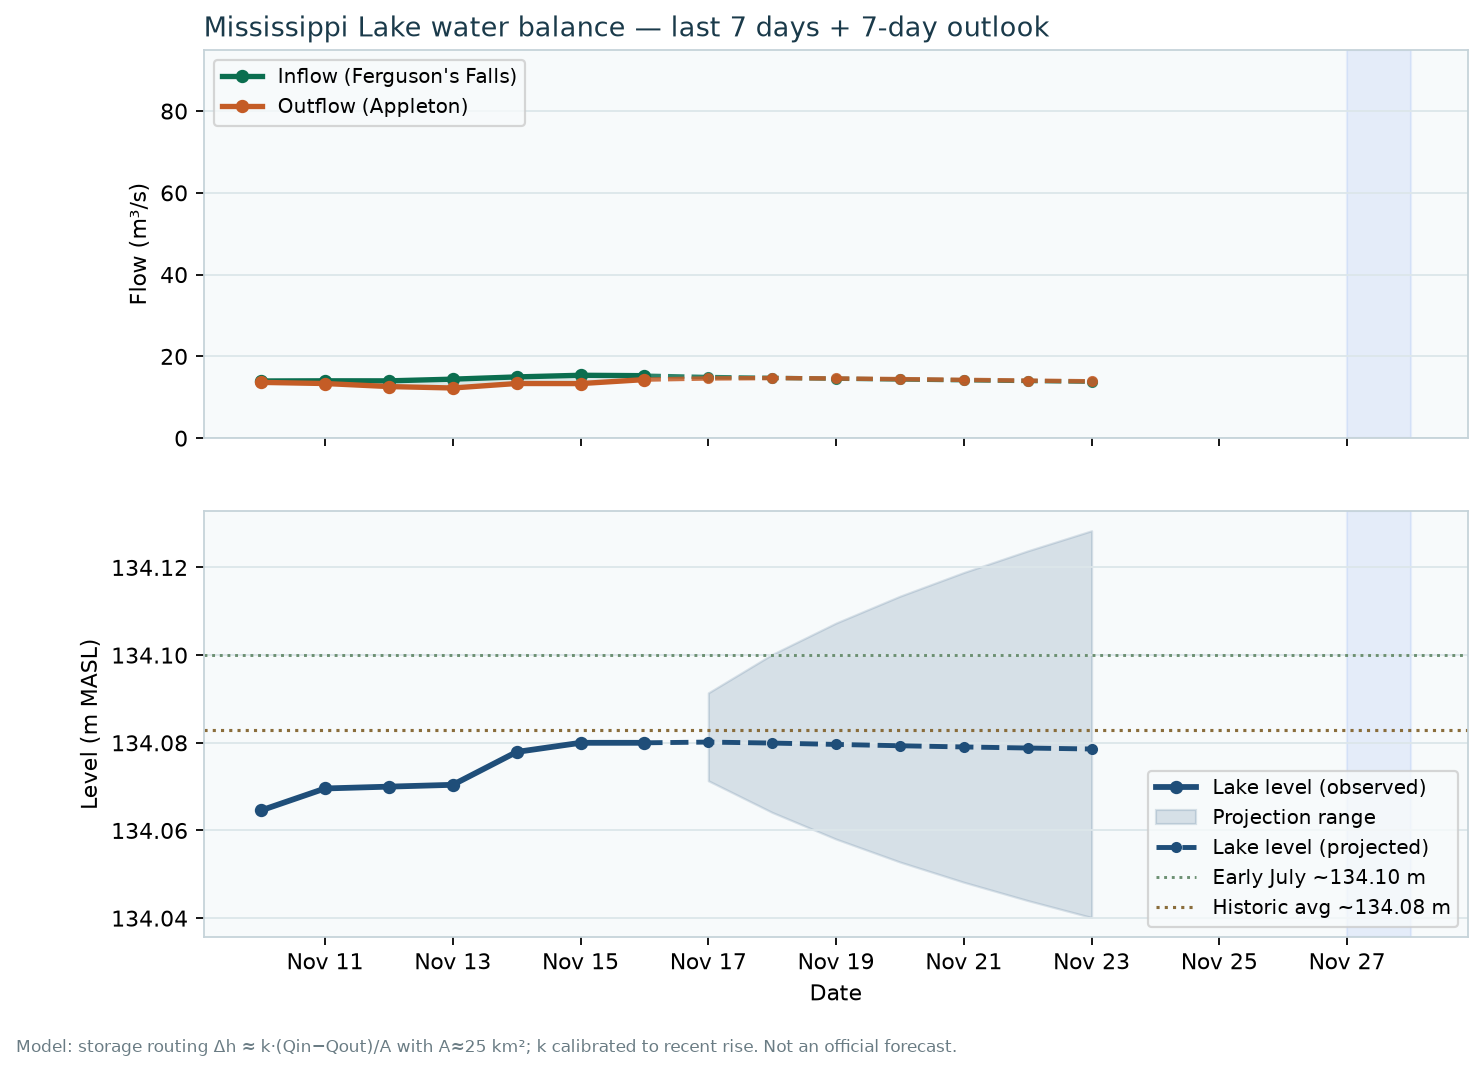 Mississippi Lake water balance — last 7 days + 7-day outlook
Inflow (Ferguson's Falls)
Outflow (Appleton)
Flow (m³/s)
80
60
40
20
0
Level (m MASL)
134.12
134.10
134.08
134.06
134.04
Lake level (observed)
Projection range
Lake level (projected)
Early July ~134.10 m
Historic avg ~134.08 m
Nov 11 Nov 13 Nov 15 Nov 17 Nov 19 Nov 21 Nov 23 Nov 25 Nov 27
Date
Model: storage routing Δh ≈ k·(Qin−Qout)/A with A≈25 km²; k calibrated to recent rise. Not an official forecast.